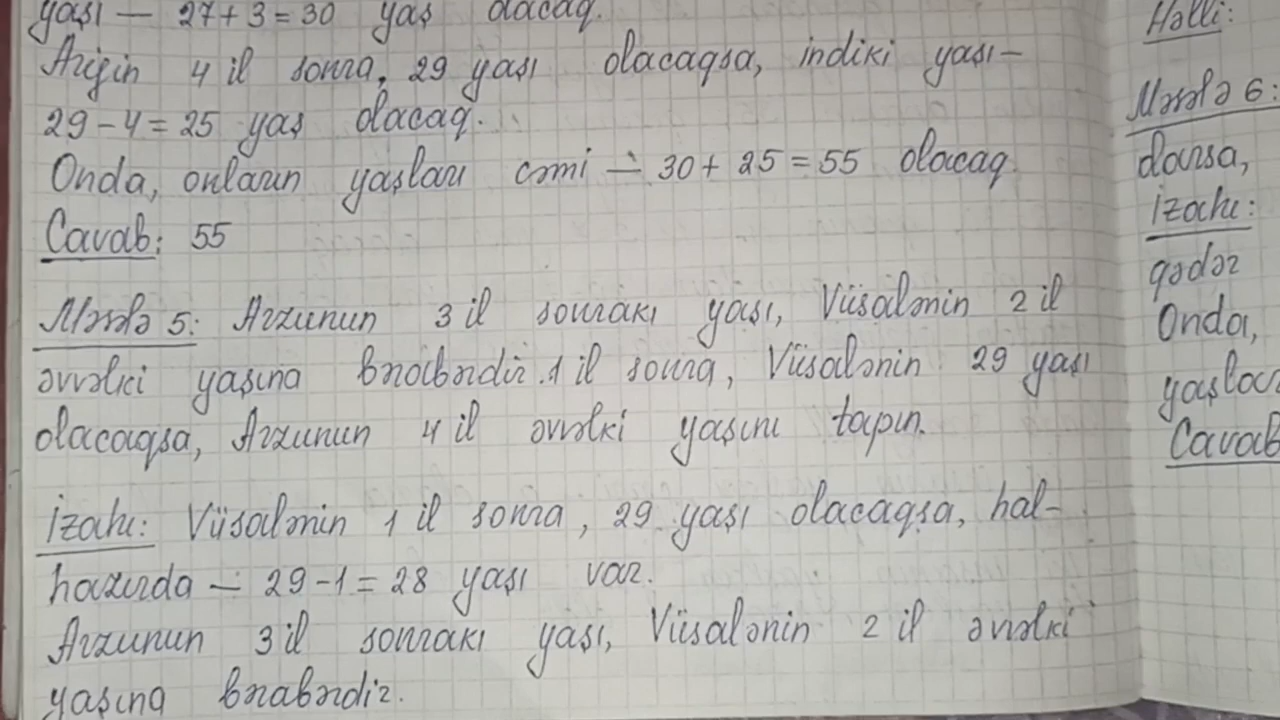 yaşı — 27+3=30 yaş olacaq.
Arigin 4 il sonra, 29 yaşı olacaqsa, indiki yaşı-
29-4=25 yaş olacaq.
Onda, onların yaşları cəmi — 30+25=55 olacaq
Cavab: 55
Məsələ 5: Arzunun 3 il sonrakı yaşı, Vüsalənin 2 il
əvvəlki yaşına bərabərdir. 1 il sonra, Vüsalənin 29 yaşı
olacaqsa, Arzunun 4 il əvvəlki yaşını tapın.
İzahı: Vüsalənin 1 il sonra, 29 yaşı olacaqsa, hal-
hazırda — 29-1=28 yaşı var.
Arzunun 3 il sonrakı yaşı, Vüsalənin 2 il əvvəlki
yaşına bərabərdir.
Həlli:
Məsələ 6:
darsa,
İzahı:
qədər
Onda,
yaşlar
Cavab